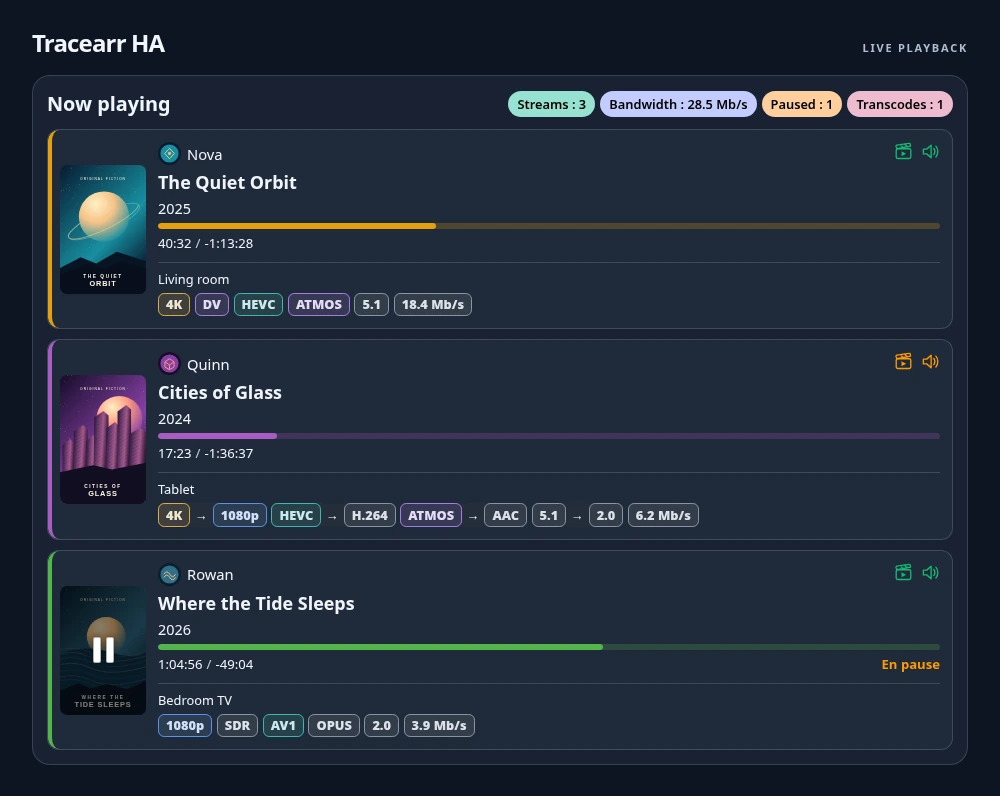 Tracearr HA
LIVE PLAYBACK
Now playing
Streams : 3
Bandwidth : 28.5 Mb/s
Paused : 1
Transcodes : 1
ORIGINAL FICTION
THE QUIET
ORBIT
Nova
The Quiet Orbit
2025
40:32 / -1:13:28
Living room
4K DV HEVC ATMOS 5.1 18.4 Mb/s
ORIGINAL FICTION
CITIES OF
GLASS
Quinn
Cities of Glass
2024
17:23 / -1:36:37
Tablet
4K → 1080p HEVC → H.264 ATMOS → AAC 5.1 → 2.0 6.2 Mb/s
ORIGINAL FICTION
WHERE THE
TIDE SLEEPS
Rowan
Where the Tide Sleeps
2026
1:04:56 / -49:04
En pause
Bedroom TV
1080p SDR AV1 OPUS 2.0 3.9 Mb/s